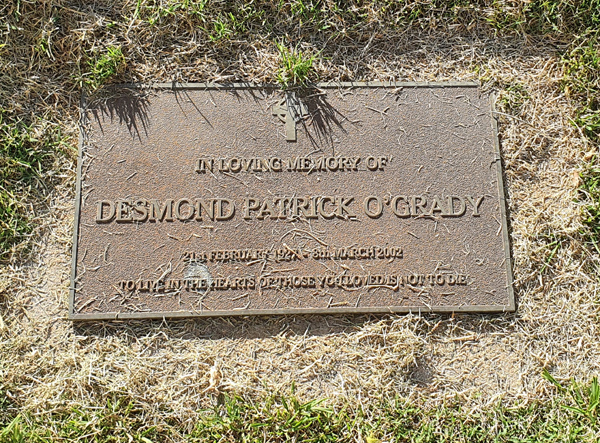 IN LOVING MEMORY OF
DESMOND PATRICK O'GRADY
FEBRUARY - 8TH MARCH 2002
TO LIVE IN THE HEARTS OF THOSE YOU LOVED IS NOT TO DIE